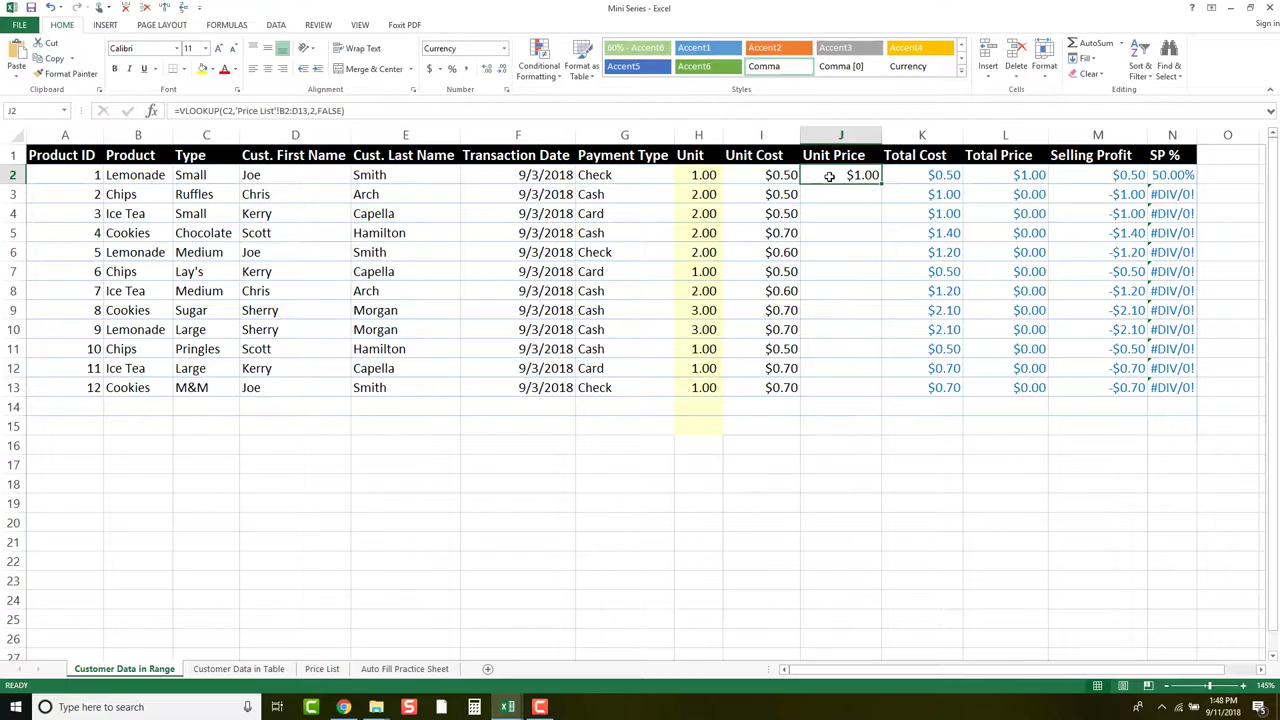 Mini Series - Excel
Sign in
FILE HOME INSERT PAGE LAYOUT FORMULAS DATA REVIEW VIEW Foxit PDF
Cut
Copy
Format Painter
Paste
Clipboard
Calibri 11
B I U
Font
Wrap Text
Merge & Center
Alignment
Currency
$ % ,
Number
Conditional Formatting
Format as Table
60% - Accent6 Accent1 Accent2 Accent3 Accent4
Accent5 Accent6 Comma Comma [0] Currency
Styles
Insert Delete Format
Cells
AutoSum
Fill
Clear
Sort & Filter
Find & Select
Editing
J2 fx =VLOOKUP(C2,'Price List'!B2:D13,2,FALSE)
A B C D E F G H I J K L M N O
1 Product ID Product Type Cust. First Name Cust. Last Name Transaction Date Payment Type Unit Unit Cost Unit Price Total Cost Total Price Selling Profit SP %
2 1 Lemonade Small Joe Smith 9/3/2018 Check 1.00 $0.50 $1.00 $0.50 $1.00 $0.50 50.00%
3 2 Chips Ruffles Chris Arch 9/3/2018 Cash 2.00 $0.50 $1.00 $0.00 -$1.00 #DIV/0!
4 3 Ice Tea Small Kerry Capella 9/3/2018 Card 2.00 $0.50 $1.00 $0.00 -$1.00 #DIV/0!
5 4 Cookies Chocolate Scott Hamilton 9/3/2018 Cash 2.00 $0.70 $1.40 $0.00 -$1.40 #DIV/0!
6 5 Lemonade Medium Joe Smith 9/3/2018 Check 2.00 $0.60 $1.20 $0.00 -$1.20 #DIV/0!
7 6 Chips Lay's Kerry Capella 9/3/2018 Card 1.00 $0.50 $0.50 $0.00 -$0.50 #DIV/0!
8 7 Ice Tea Medium Chris Arch 9/3/2018 Cash 2.00 $0.60 $1.20 $0.00 -$1.20 #DIV/0!
9 8 Cookies Sugar Sherry Morgan 9/3/2018 Cash 3.00 $0.70 $2.10 $0.00 -$2.10 #DIV/0!
10 9 Lemonade Large Sherry Morgan 9/3/2018 Cash 3.00 $0.70 $2.10 $0.00 -$2.10 #DIV/0!
11 10 Chips Pringles Scott Hamilton 9/3/2018 Cash 1.00 $0.50 $0.50 $0.00 -$0.50 #DIV/0!
12 11 Ice Tea Large Kerry Capella 9/3/2018 Card 1.00 $0.70 $0.70 $0.00 -$0.70 #DIV/0!
13 12 Cookies M&M Joe Smith 9/3/2018 Check 1.00 $0.70 $0.70 $0.00 -$0.70 #DIV/0!
14
15
16
17
18
19
20
21
22
23
24
25
26
27
Customer Data in Range Customer Data in Table Price List Auto Fill Practice Sheet
READY 145%
Type here to search
1:48 PM
9/11/2018